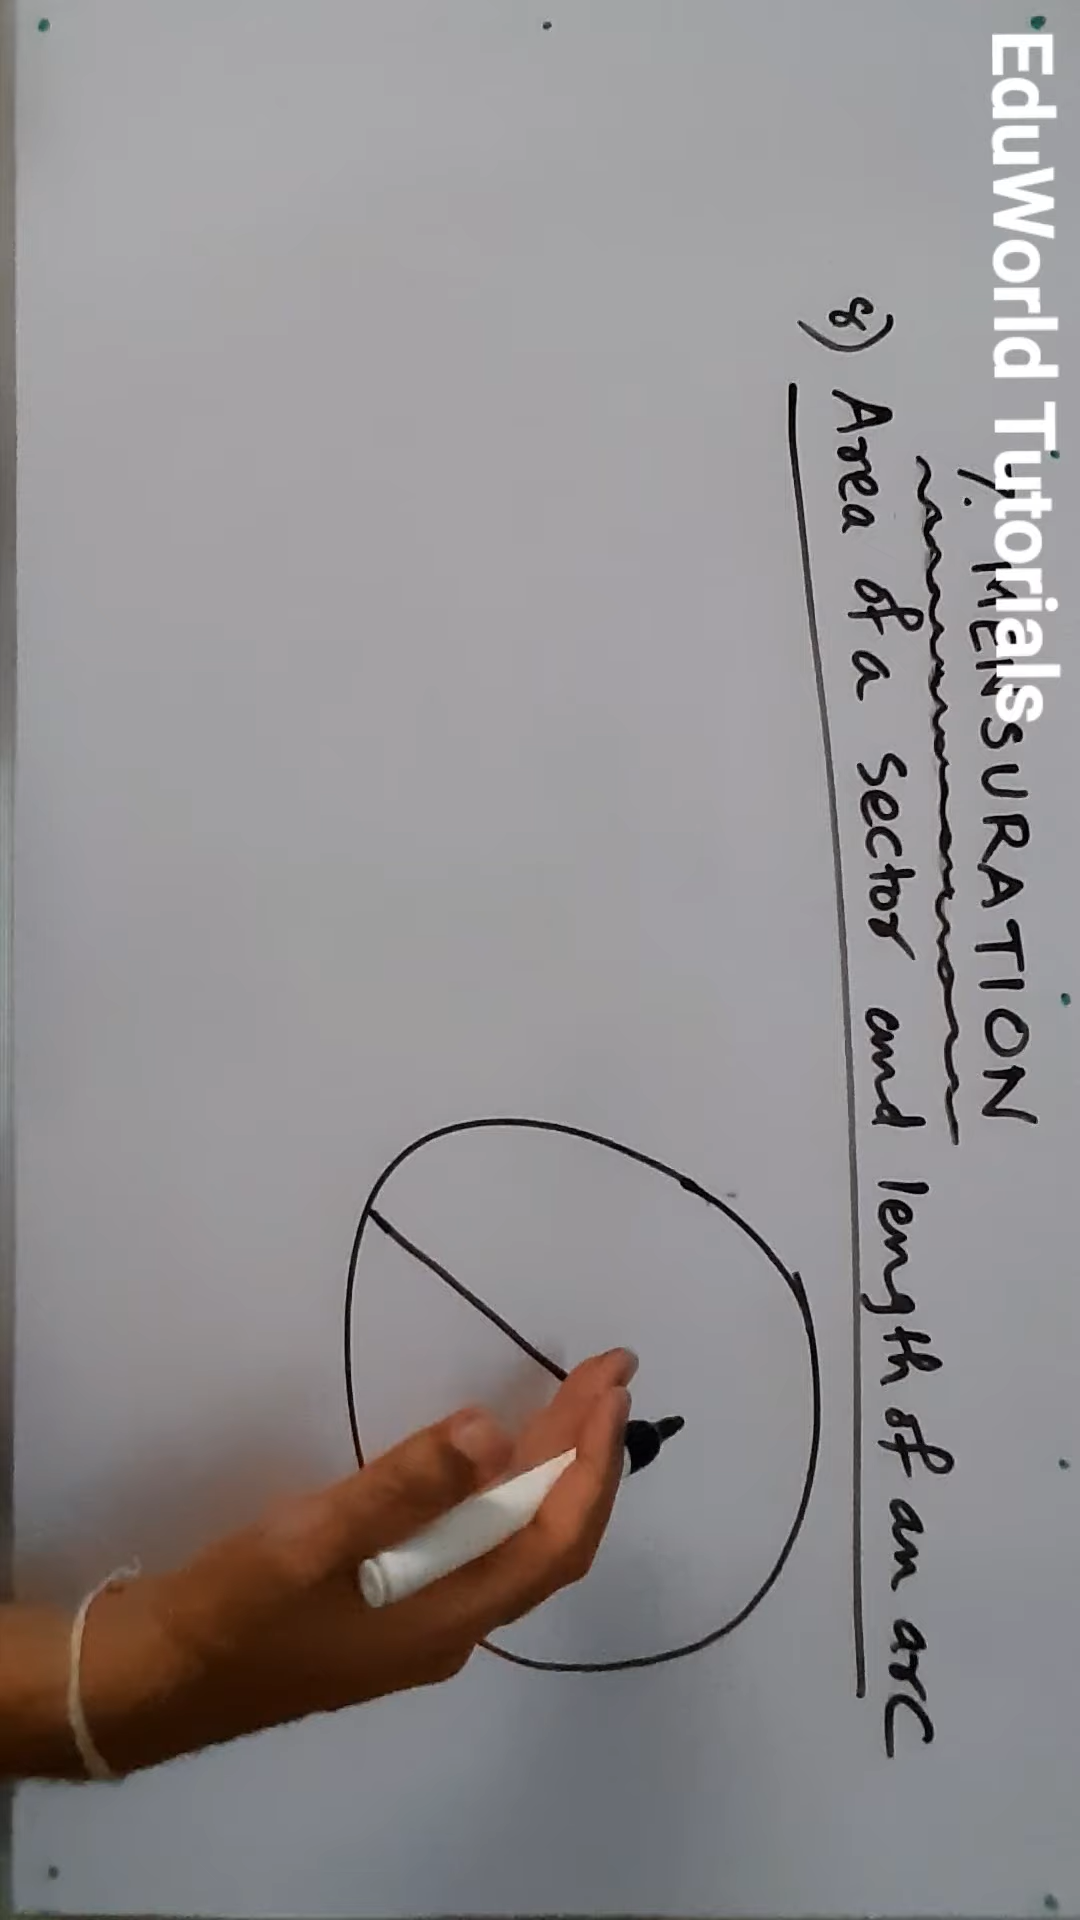 EduWorld Tutorials
7. MENSURATION
8) Area of a sector and length of an arc